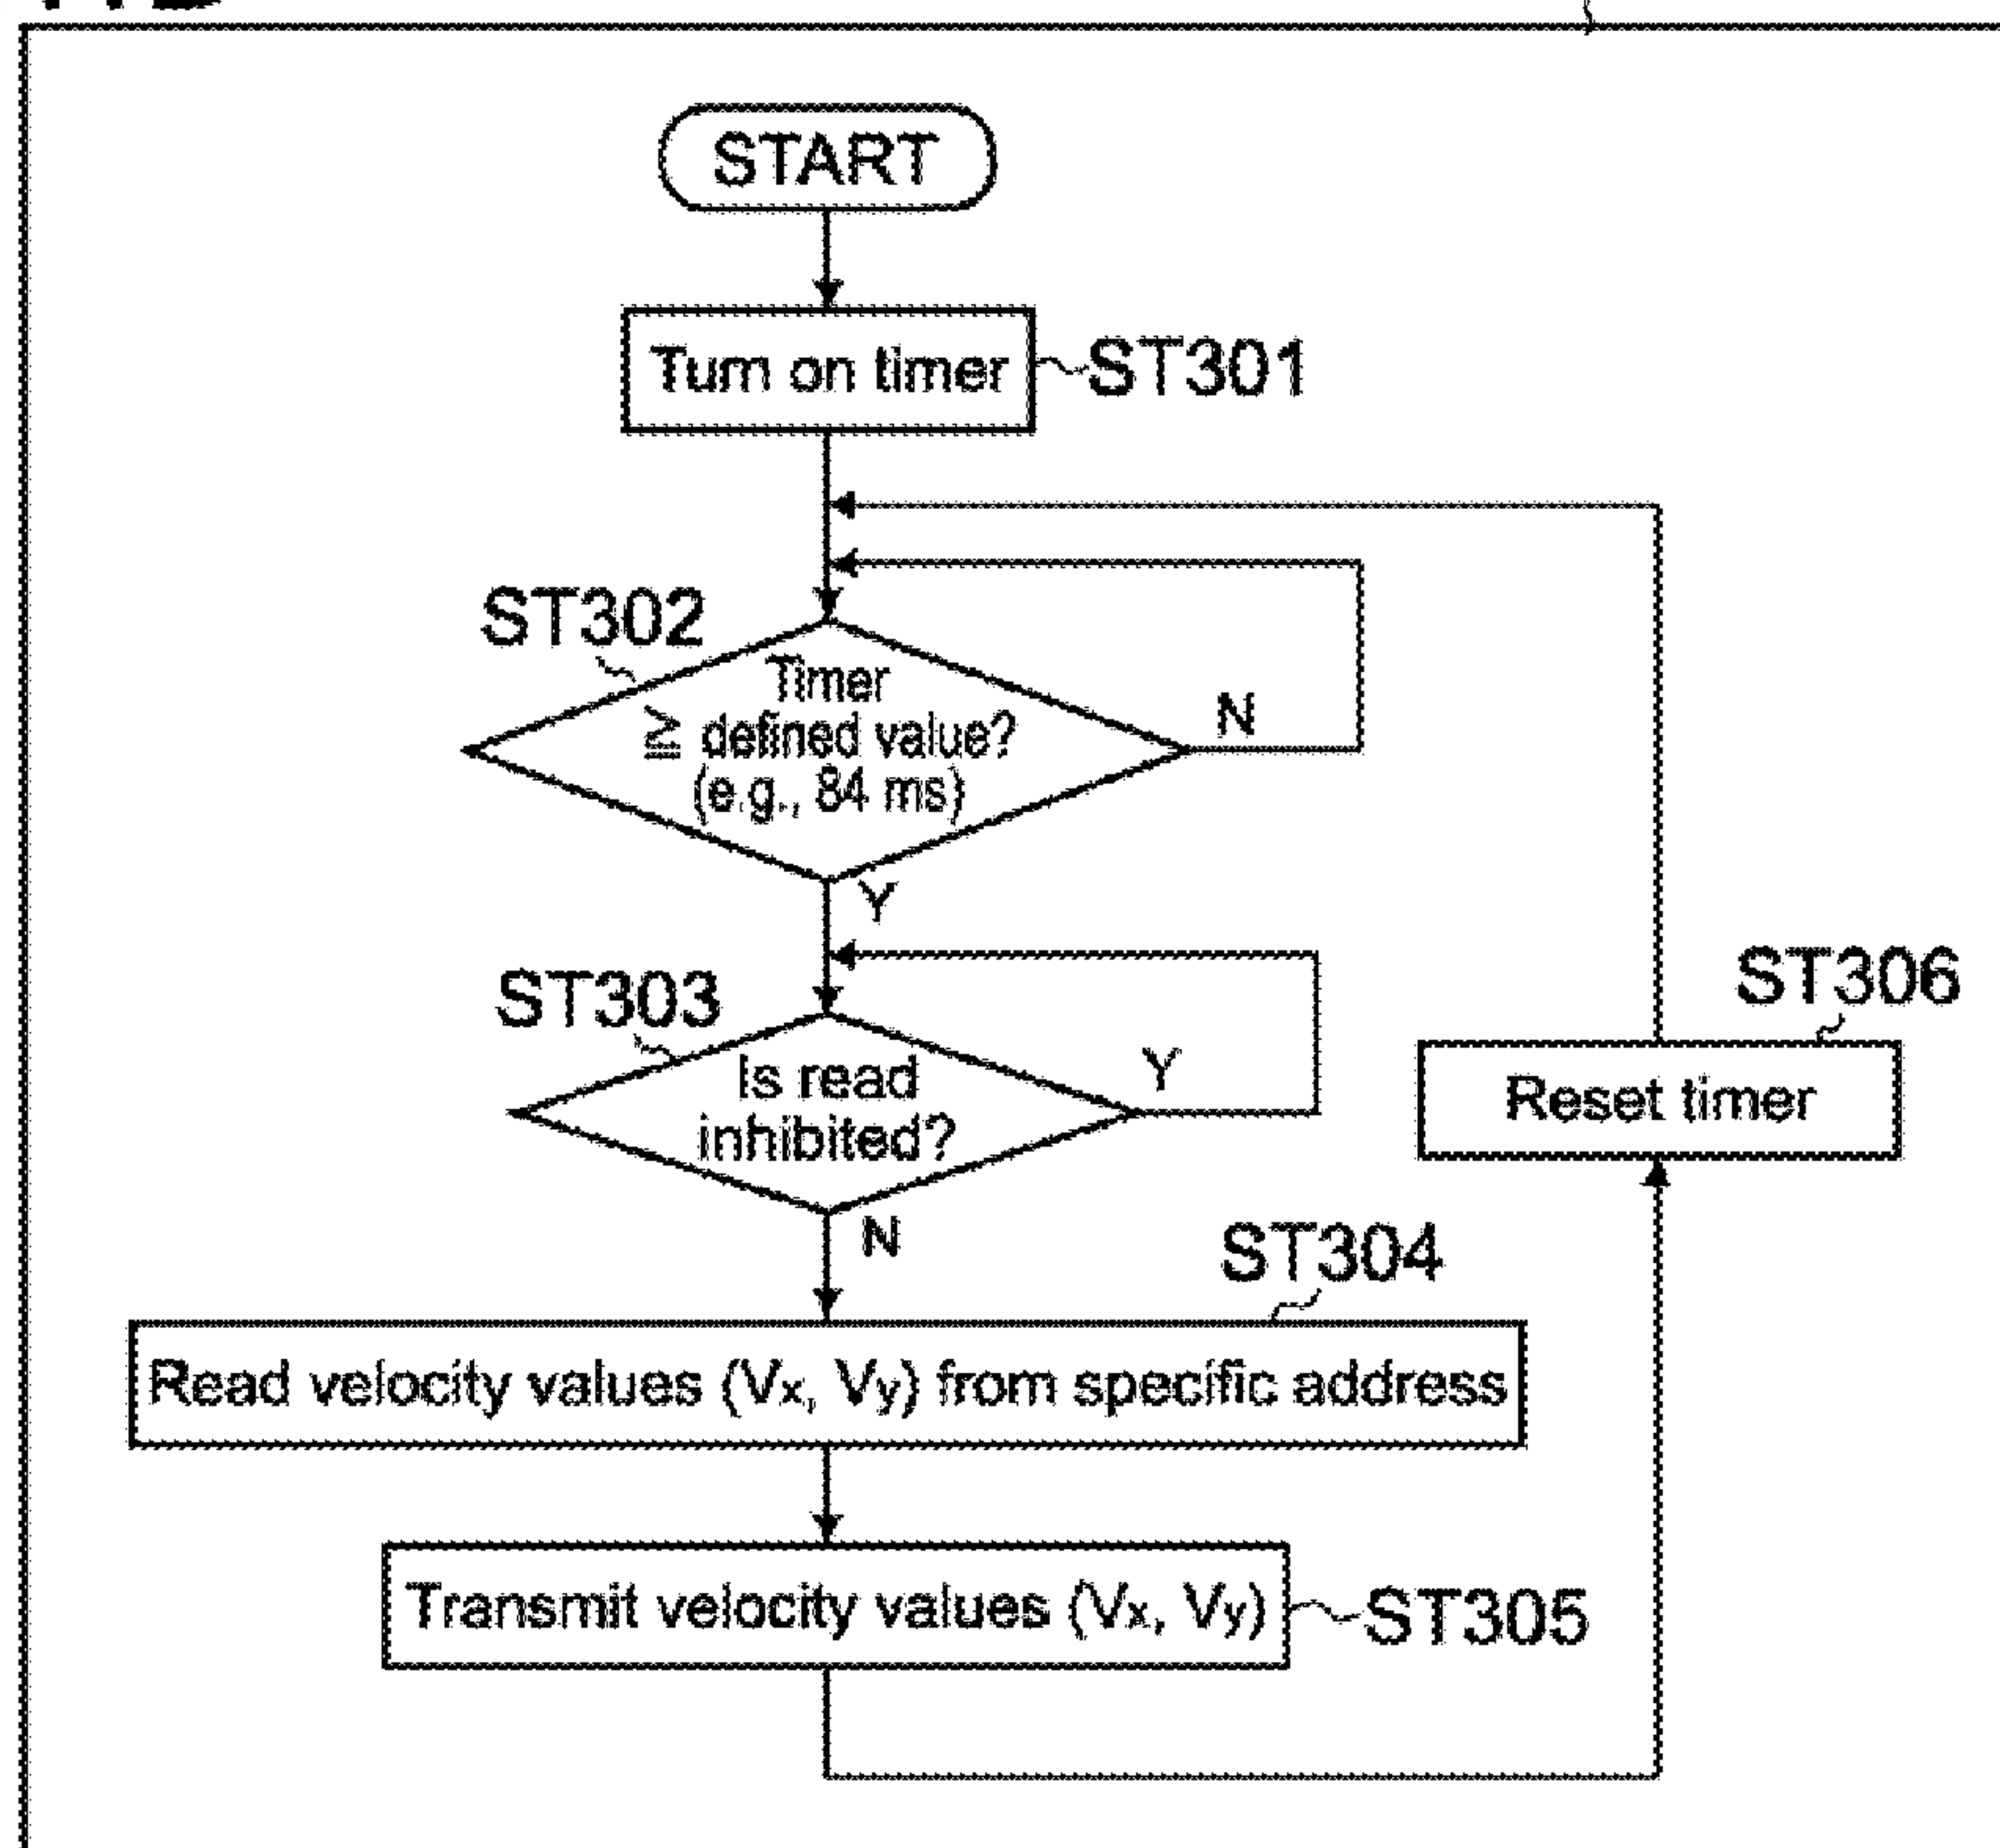 START
Turn on timer
ST301
ST302
Timer
≧ defined value?
(e.g., 84 ms)
N
Y
ST303
Is read
inhibited?
Y
N
ST306
Reset timer
ST304
Read velocity values (Vx, Vy) from specific address
Transmit velocity values (Vx, Vy)
ST305